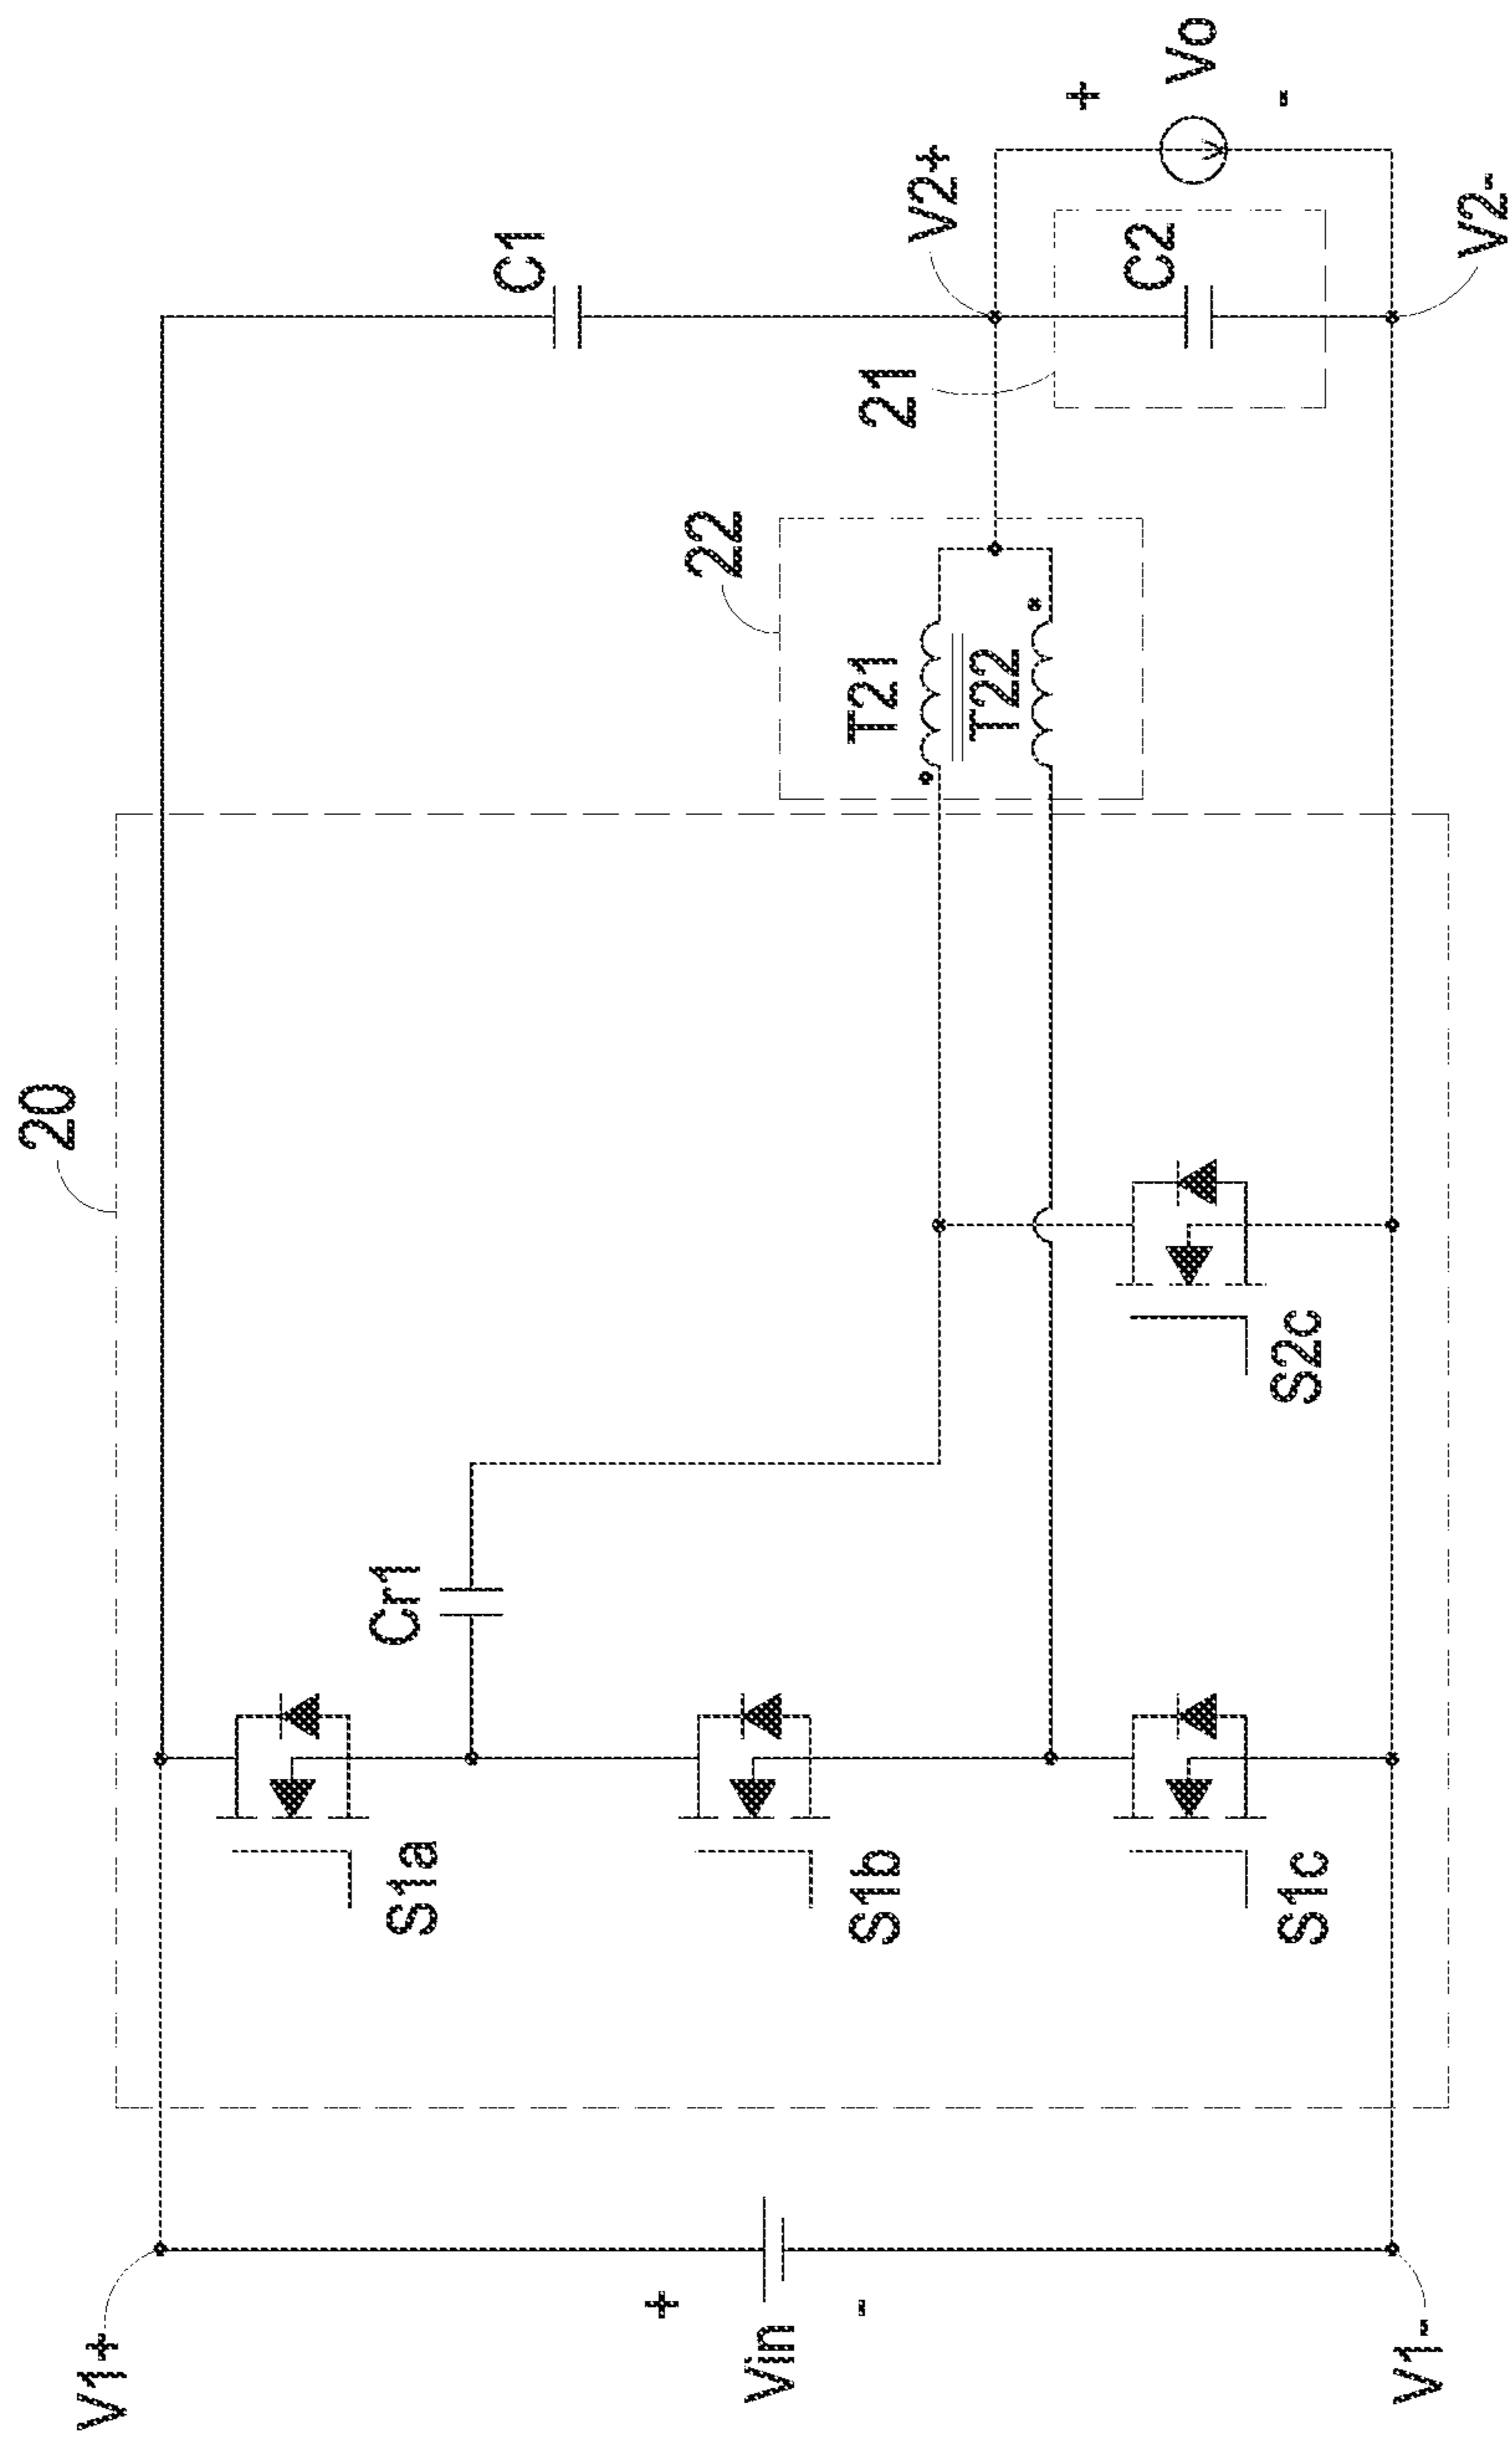 20
V1+
Vin
+
-
V1-
S1a
S1b
S1c
Cr1
S2c
22
T21
T22
21
C1
C2
V2+
V2-
+
Vo
-